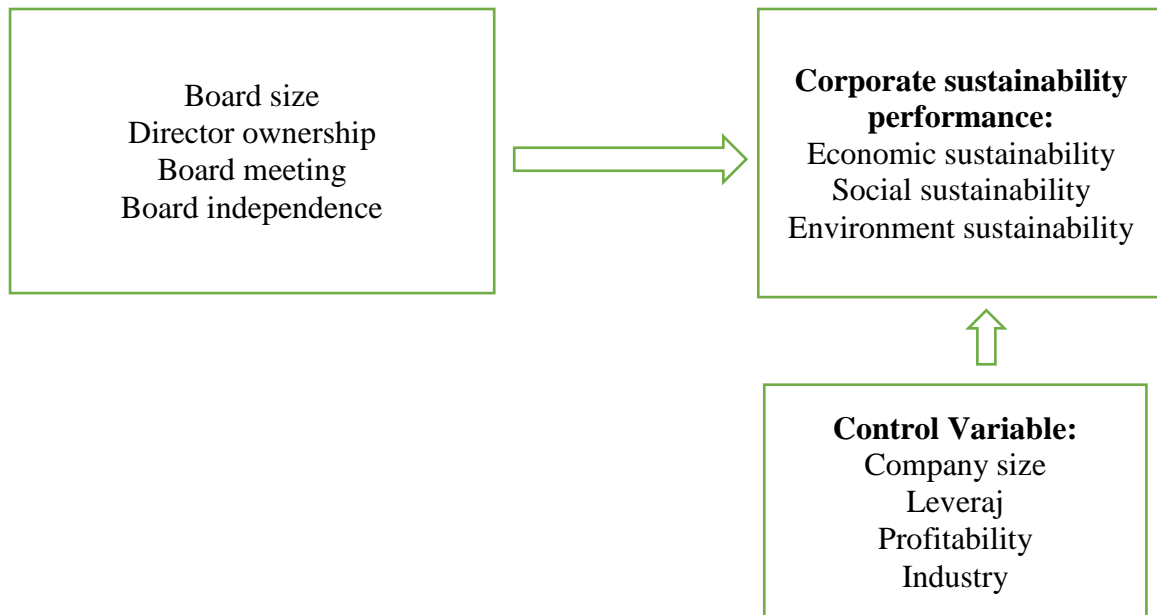 Board size
Director ownership
Board meeting
Board independence
Corporate sustainability
performance:
Economic sustainability
Social sustainability
Environment sustainability
Control Variable:
Company size
Leveraj
Profitability
Industry